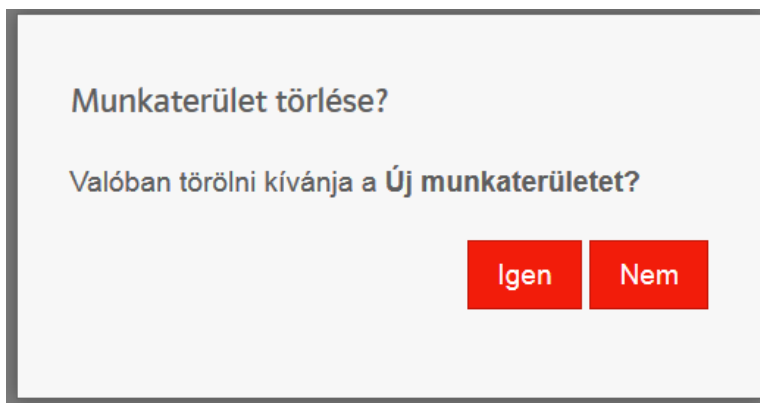 Munkaterület törlése?
Valóban törölni kívánja a Új munkaterületet?
Igen Nem